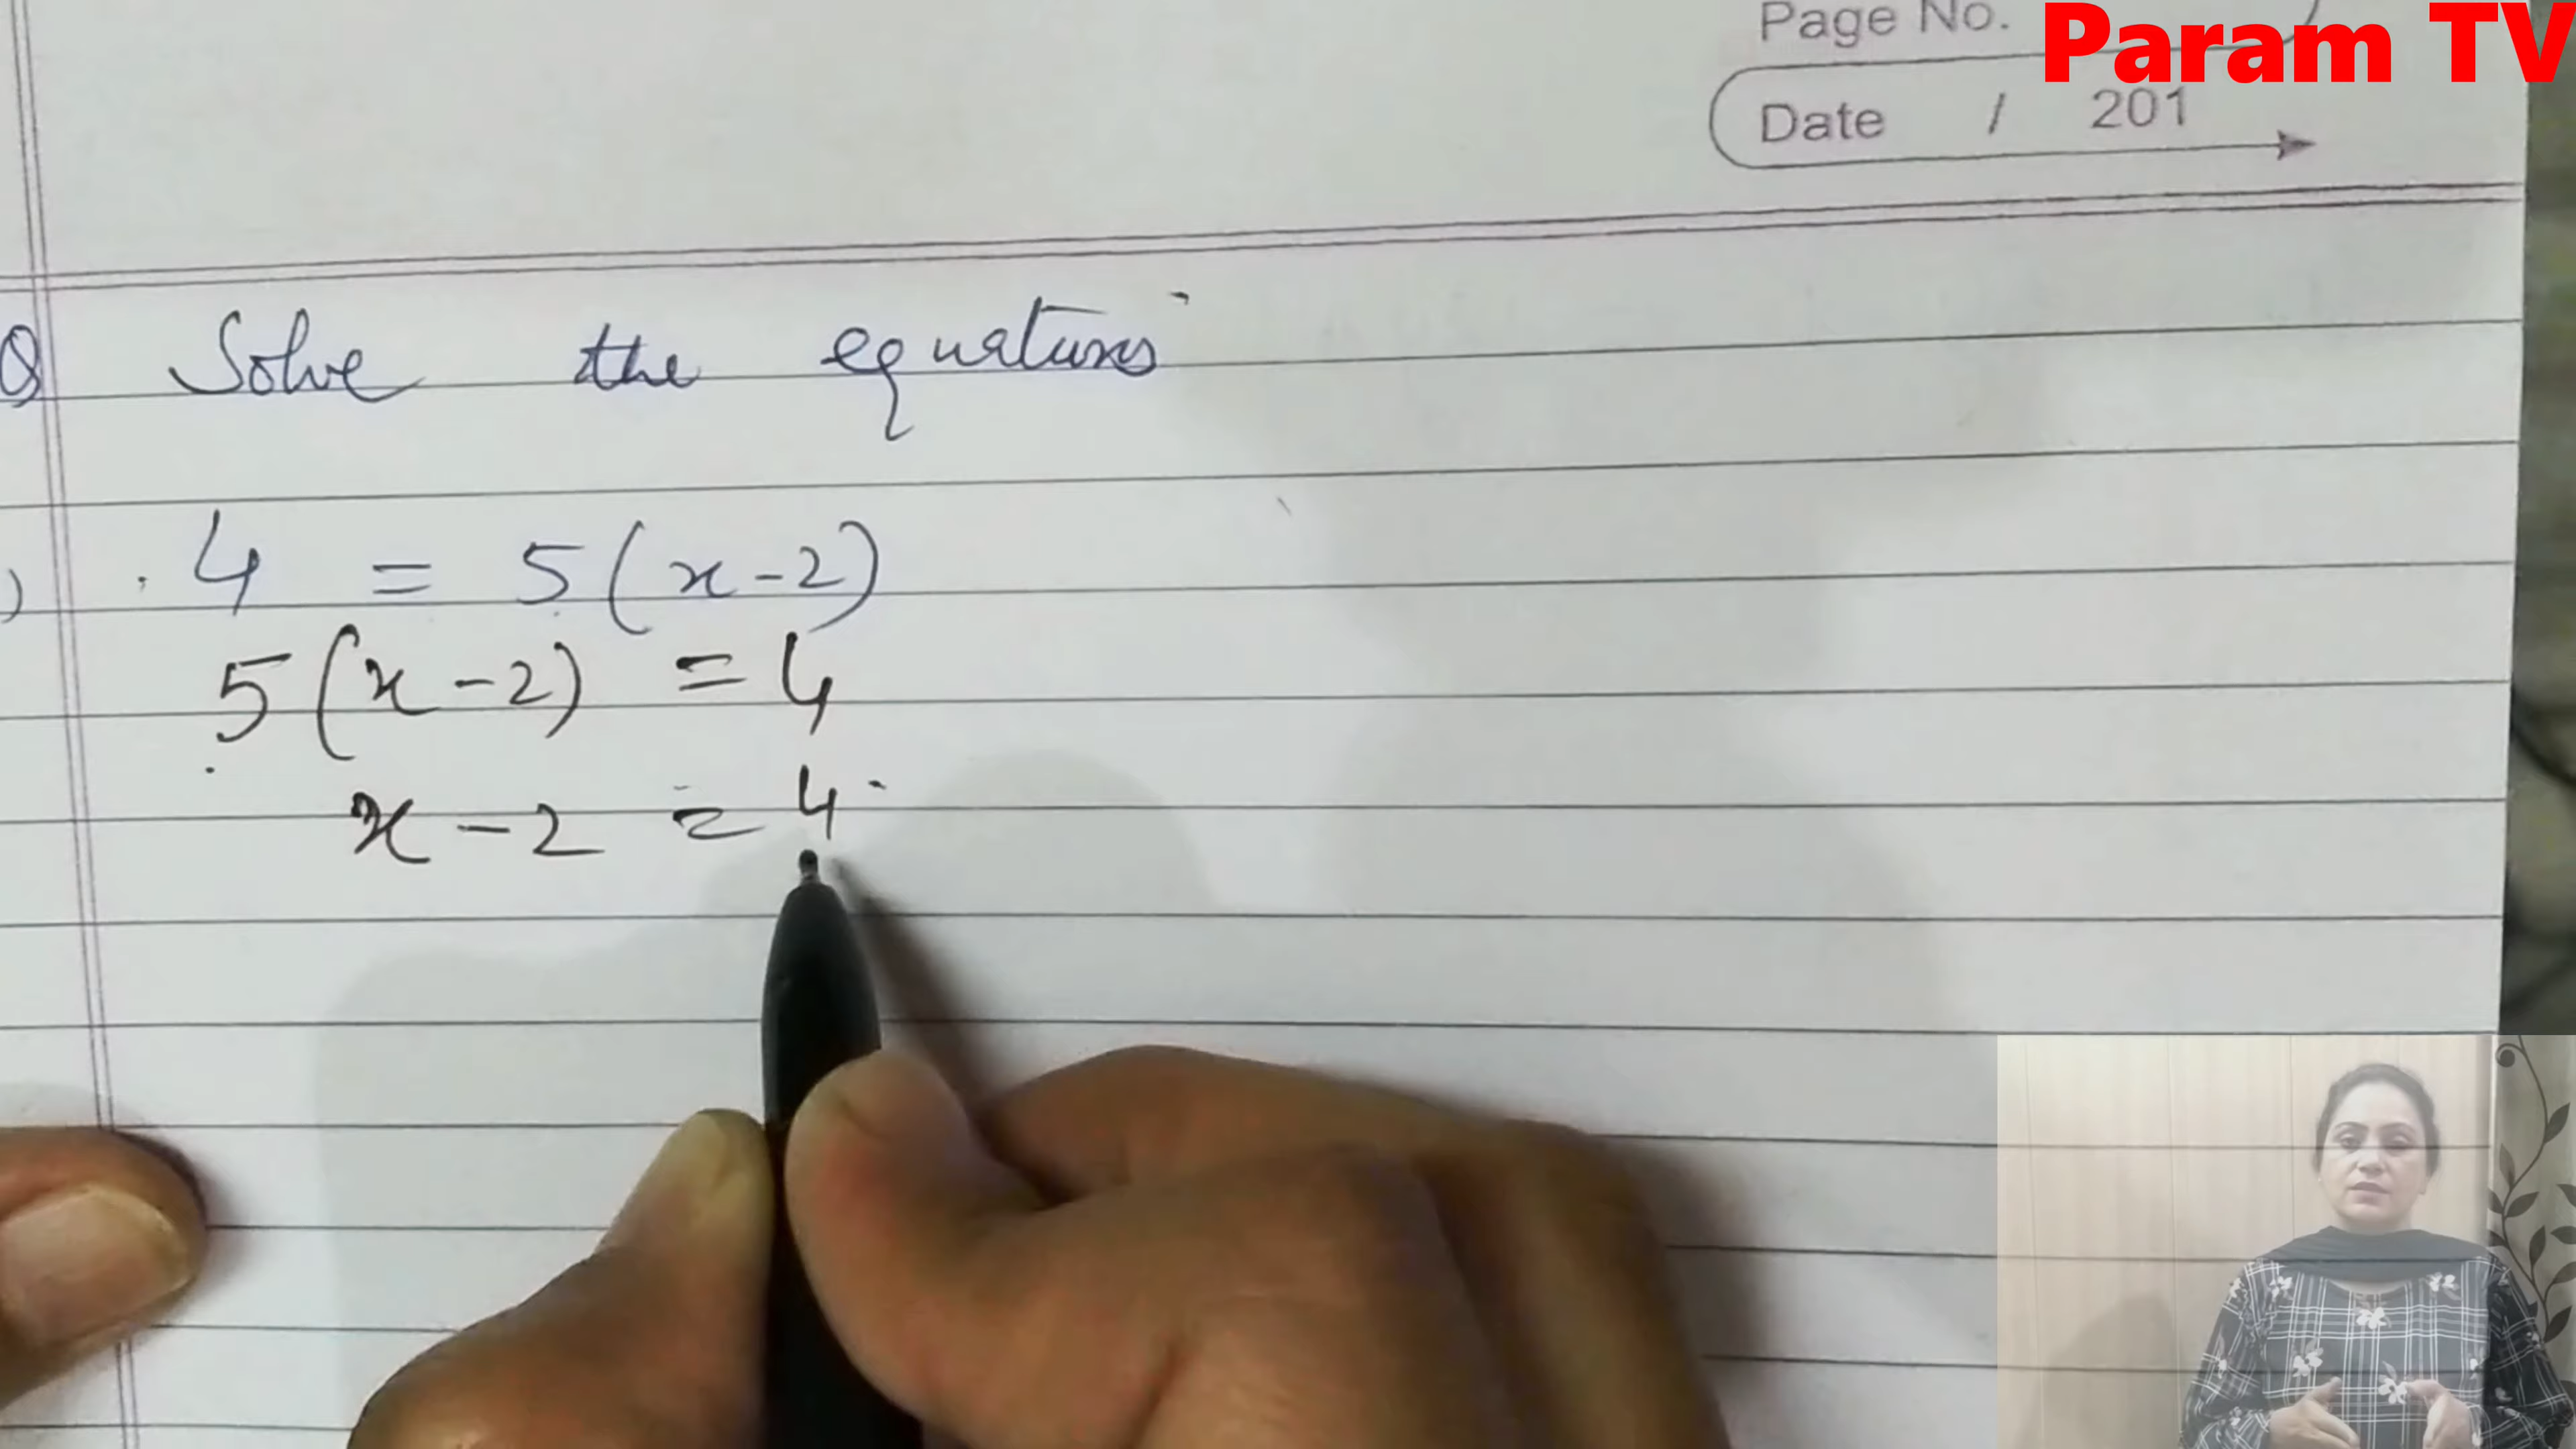 Page No.
Param TV
Date / 201
Q Solve the equations
) 4 = 5(x-2)
5(x-2) = 4
x-2 = 4